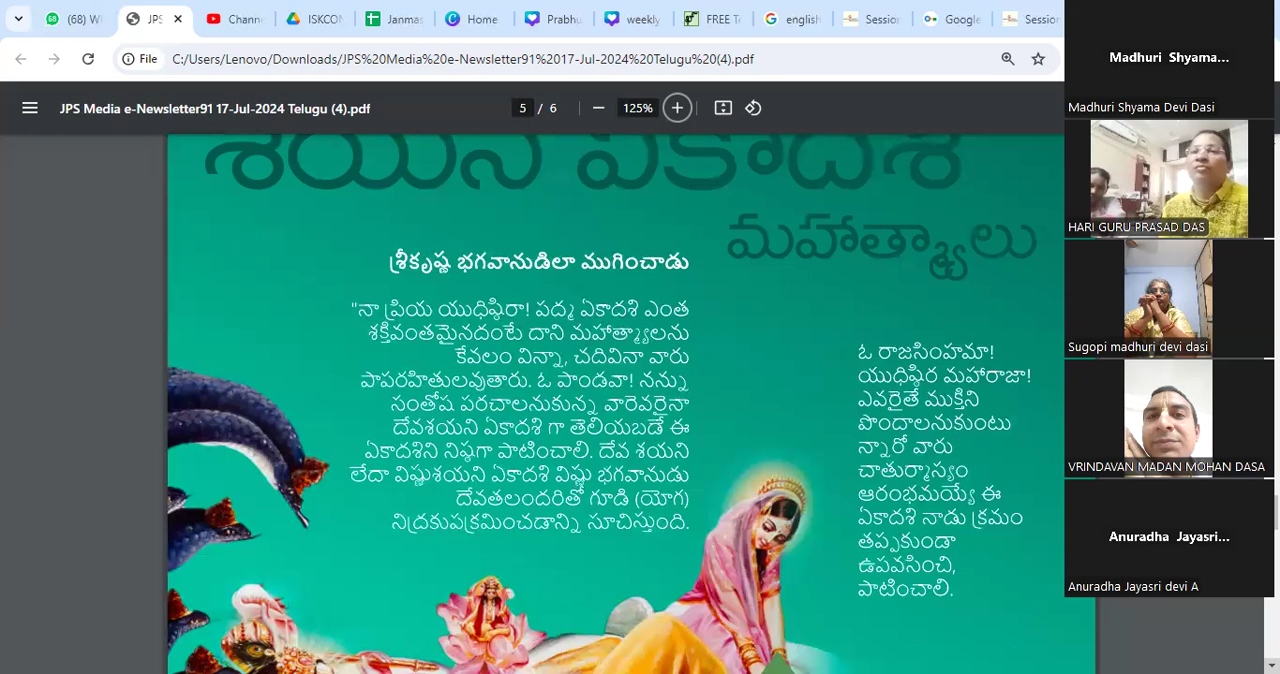 (68) W
JPS
Chann
ISKCON
Janmas
Home
Prabhu
weekly
FREE T
english
Session
Google
Session
File
C:/Users/Lenovo/Downloads/JPS%20Media%20e-Newsletter91%2017-Jul-2024%20Telugu%20(4).pdf
JPS Media e-Newsletter91 17-Jul-2024 Telugu (4).pdf
5 / 6
125%
శయన ఏకాదశి
మహాత్మ్యాలు
శ్రీకృష్ణ భగవానుడిలా ముగించాడు
"నా ప్రియ యుధిష్ఠిరా! పద్మ ఏకాదశి ఎంత
శక్తివంతమైనదంటే దాని మహాత్మ్యాలను
కేవలం విన్నా, చదివినా వారు
పాపరహితులవుతారు. ఓ పాండవా! నన్ను
సంతోష పరచాలనుకున్న వారెవరైనా
దేవశయని ఏకాదశి గా తెలియబడే ఈ
ఏకాదశిని నిష్ఠగా పాటించాలి. దేవ శయని
లేదా విష్ణుశయని ఏకాదశి విష్ణు భగవానుడు
దేవతలందరితో గూడి (యోగ)
నిద్రకుపక్రమించడాన్ని సూచిస్తుంది.
ఓ రాజసింహమా!
యుధిష్ఠిర మహారాజా!
ఎవరైతే ముక్తిని
పొందాలనుకుంటు
న్నారో వారు
చాతుర్మాస్యం
ఆరంభమయ్యే ఈ
ఏకాదశి నాడు క్రమం
తప్పకుండా
ఉపవసించి,
పాటించాలి.
Madhuri Shyama...
Madhuri Shyama Devi Dasi
HARI GURU PRASAD DAS
Sugopi madhuri devi dasi
VRINDAVAN MADAN MOHAN DASA
Anuradha Jayasri...
Anuradha Jayasri devi A